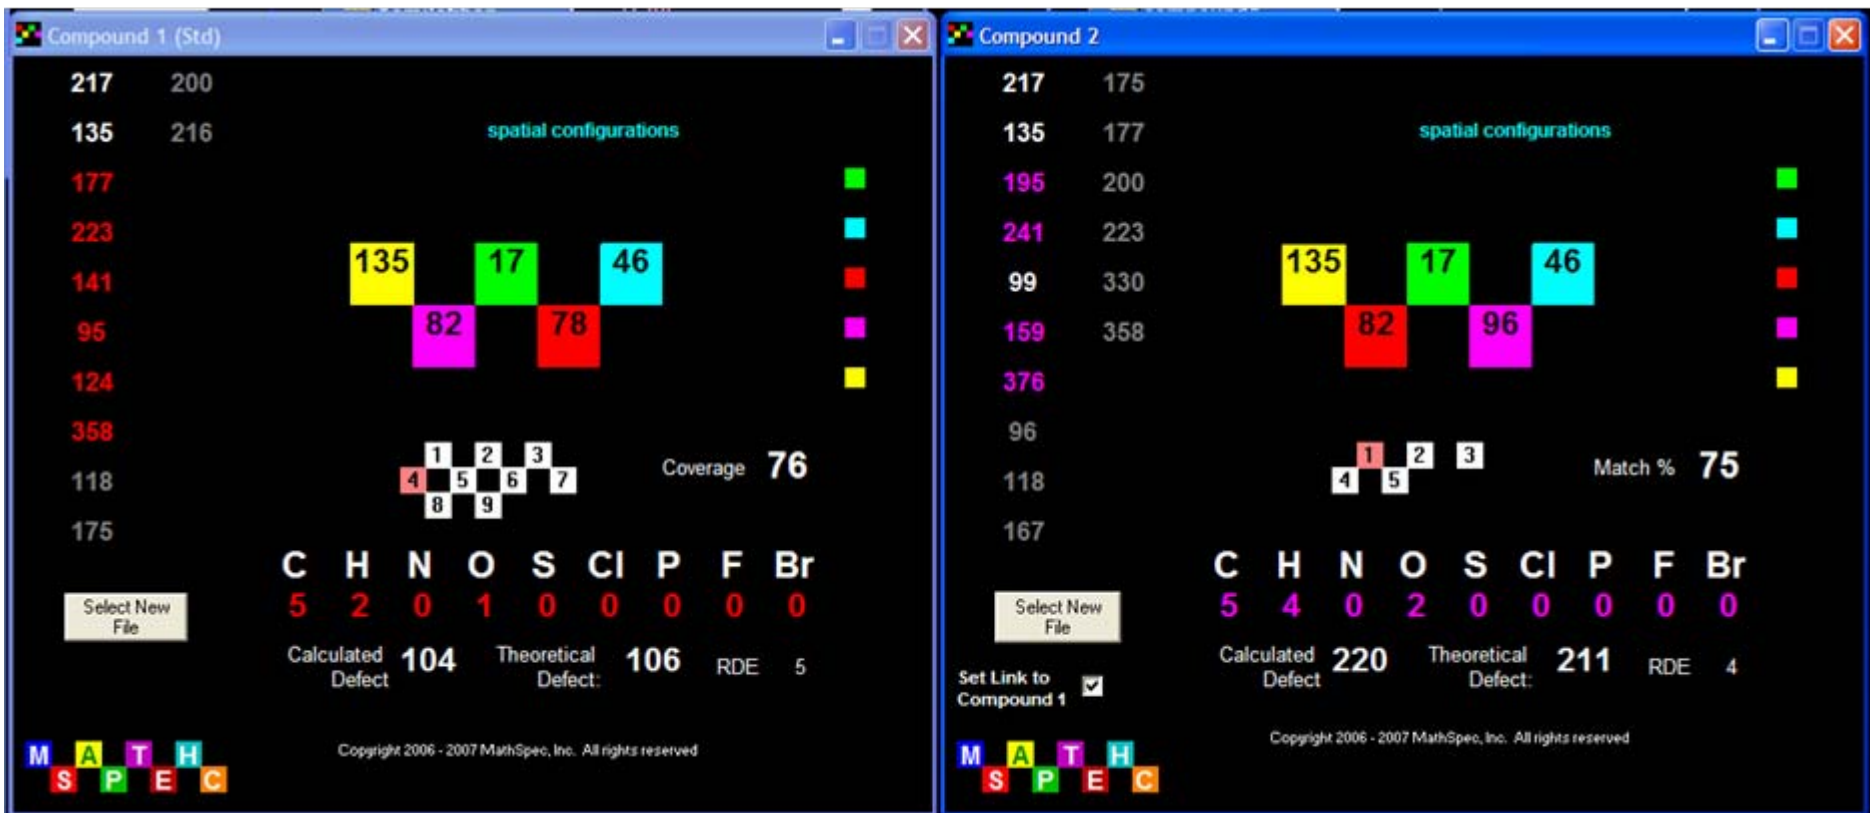 Compound 1 (Std)
217 200
135 216
spatial configurations
177
223
135 17 46
141
82 78
95
124
358
1 2 3
Coverage 76
118
4 5 6 7
8 9
175
C H N O S Cl P F Br
5 2 0 1 0 0 0 0 0
Select New
File
Calculated
Defect 104
Theoretical
Defect: 106
RDE 5
Copyright 2006 - 2007 MathSpec, Inc. All rights reserved
M A T H
S P E C
Compound 2
217 175
135 177
spatial configurations
195 200
241 223
135 17 46
99 330
82 96
159 358
376
96
1 2 3
Match % 75
118
4 5
167
C H N O S Cl P F Br
5 4 0 2 0 0 0 0 0
Select New
File
Calculated
Defect 220
Theoretical
Defect: 211
RDE 4
Set Link to
Compound 1
Copyright 2006 - 2007 MathSpec, Inc. All rights reserved
M A T H
S P E C